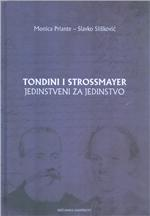 Monica Priante – Slavko Slišković
TONDINI I STROSSMAYER
JEDINSTVENI ZA JEDINSTVO